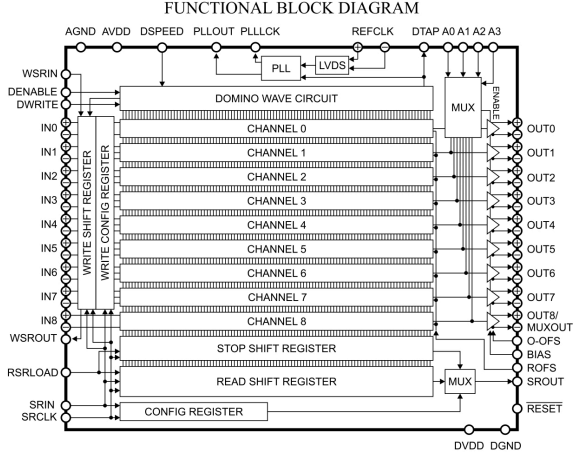 FUNCTIONAL BLOCK DIAGRAM
AGND AVDD DSPEED PLLOUT PLLLCK REFCLK DTAP A0 A1 A2 A3
WSRIN
PLL
LVDS
DENABLE
DWRITE
DOMINO WAVE CIRCUIT
MUX
ENABLE
WRITE SHIFT REGISTER
WRITE CONFIG REGISTER
IN0 CHANNEL 0 OUT0
IN1 CHANNEL 1 OUT1
IN2 CHANNEL 2 OUT2
IN3 CHANNEL 3 OUT3
IN4 CHANNEL 4 OUT4
IN5 CHANNEL 5 OUT5
IN6 CHANNEL 6 OUT6
IN7 CHANNEL 7 OUT7
IN8 CHANNEL 8 OUT8/
MUXOUT
WSROUT
O-OFS
STOP SHIFT REGISTER
BIAS
ROFS
RSRLOAD
READ SHIFT REGISTER
MUX
SROUT
SRIN
SRCLK
CONFIG REGISTER
RESET
DVDD DGND